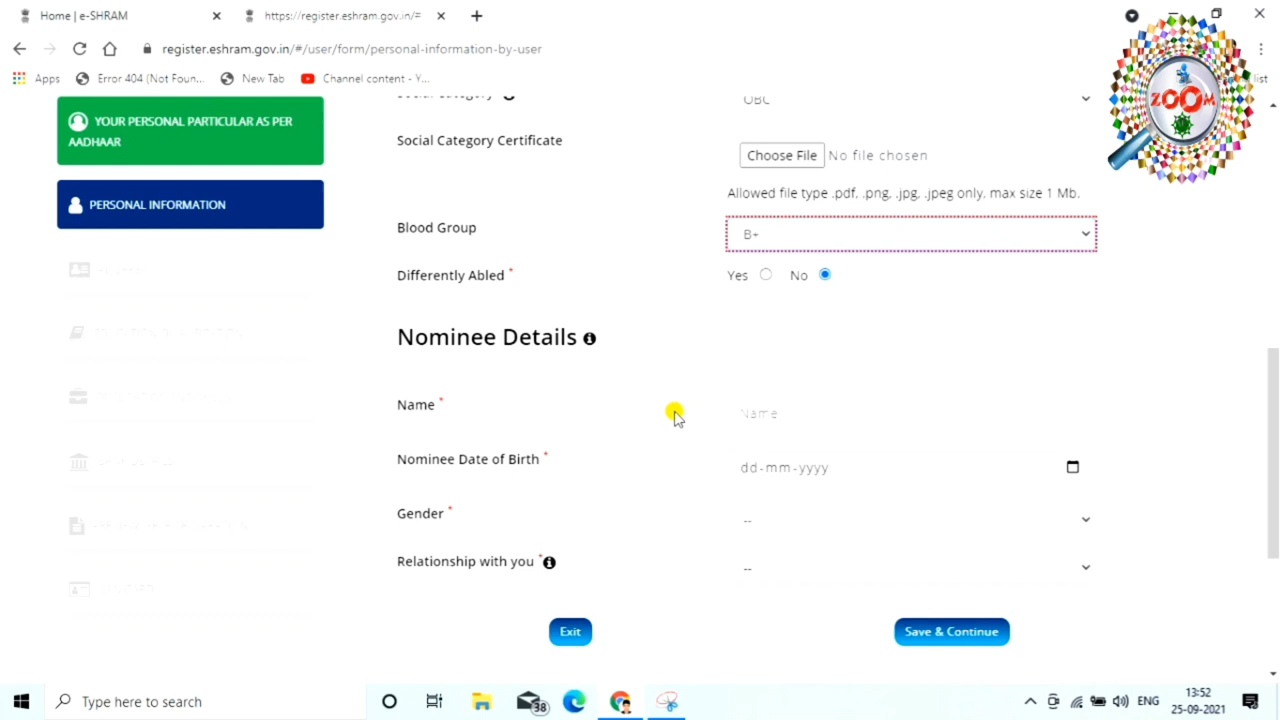 Home | e-SHRAM
https://register.eshram.gov.in/#
register.eshram.gov.in/#/user/form/personal-information-by-user
Apps
Error 404 (Not Foun...
New Tab
Channel content - Y...
list
ZOOM
YOUR PERSONAL PARTICULAR AS PER
AADHAAR
PERSONAL INFORMATION
Social Category
OBC
Social Category Certificate
Choose File No file chosen
Allowed file type .pdf, .png, .jpg, .jpeg only, max size 1 Mb.
Blood Group
B+
Differently Abled *
Yes No
Nominee Details
Name *
Name
Nominee Date of Birth *
dd-mm-yyyy
Gender *
--
Relationship with you *
--
Exit
Save & Continue
Type here to search
38
ENG
13:52
25-09-2021